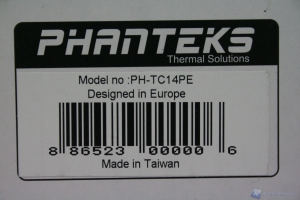 PHANTEKS
Thermal Solutions
Model no :PH-TC14PE
Designed in Europe
8 86523 00000 6
Made in Taiwan